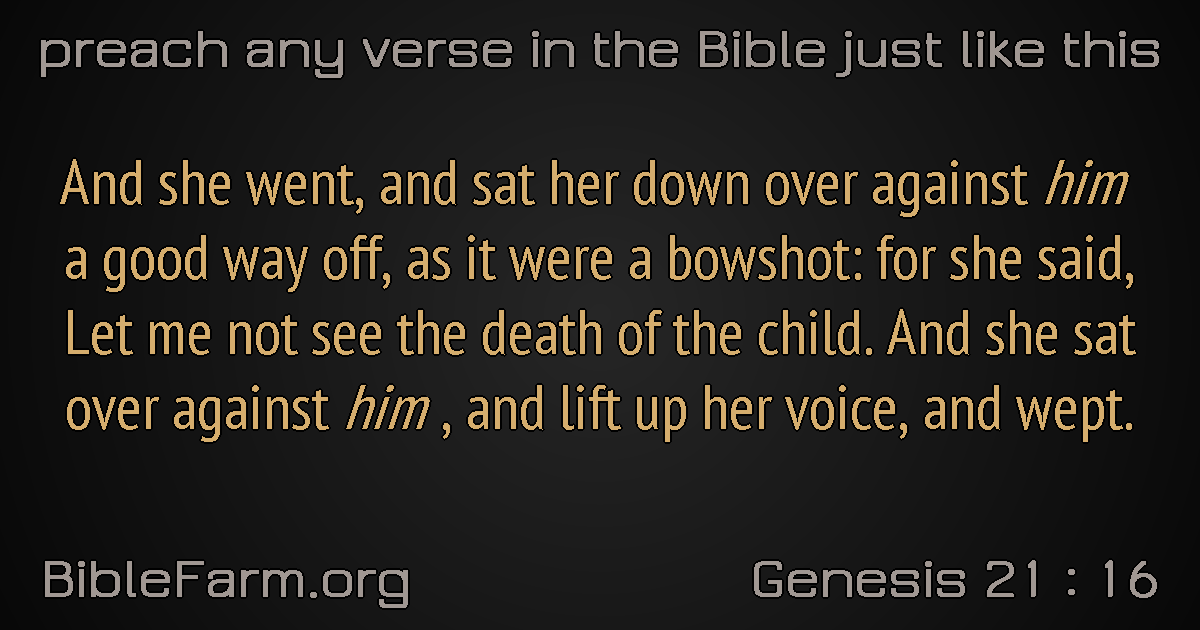 preach any verse in the Bible just like this
And she went, and sat her down over against him
a good way off, as it were a bowshot: for she said,
Let me not see the death of the child. And she sat
over against him , and lift up her voice, and wept.
BibleFarm.org
Genesis 21 : 16